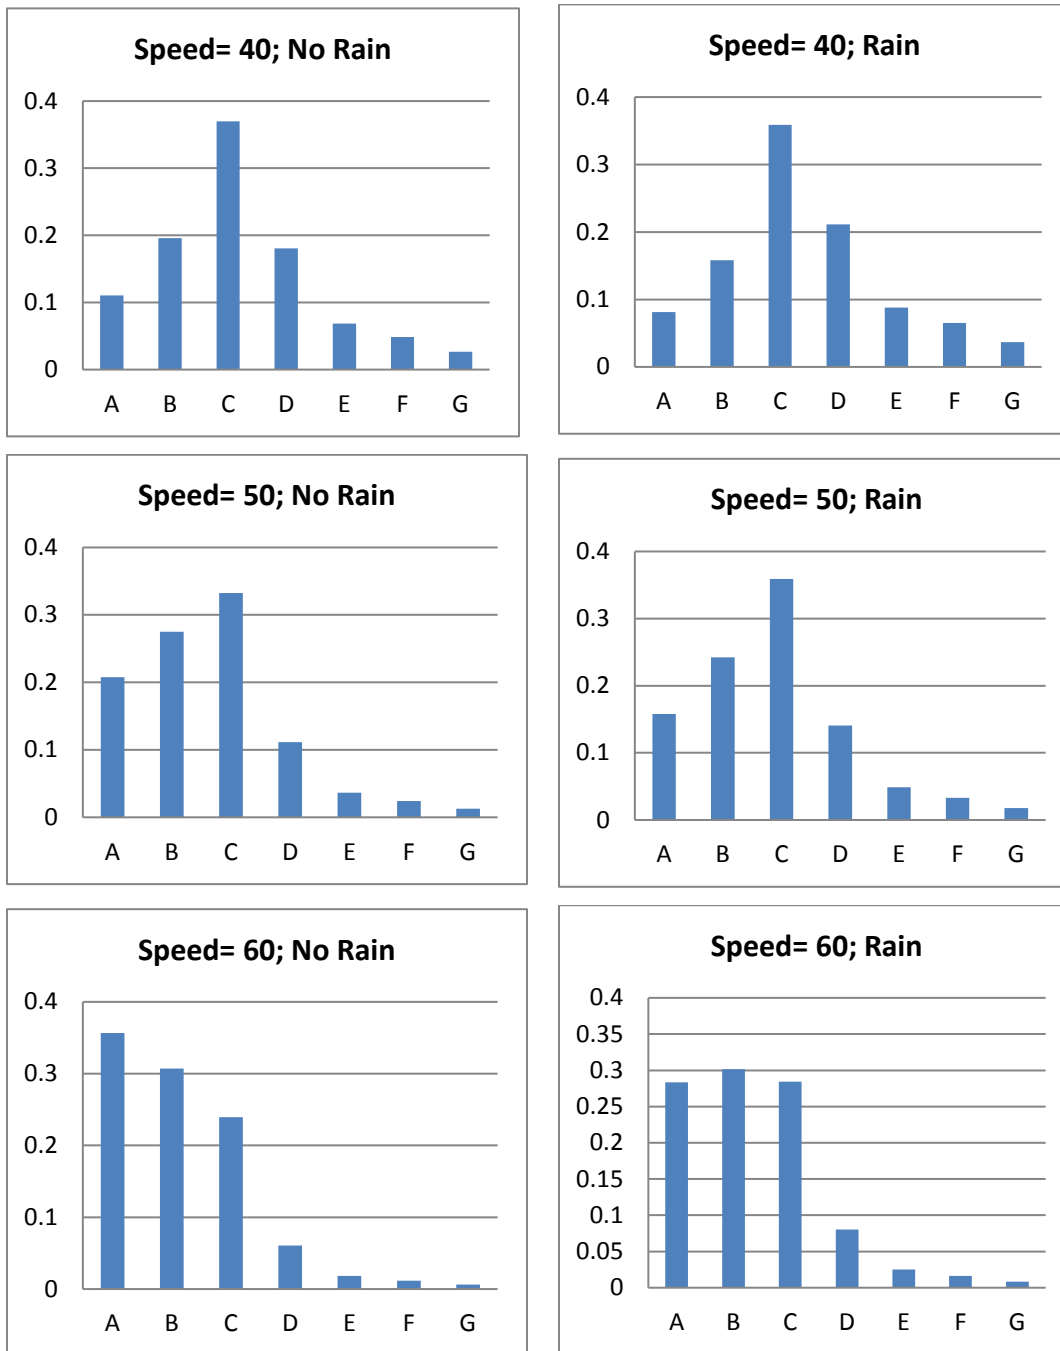 Speed= 40; No Rain
0.4
0.3
0.2
0.1
0
A B C D E F G
Speed= 40; Rain
0.4
0.3
0.2
0.1
0
A B C D E F G
Speed= 50; No Rain
0.4
0.3
0.2
0.1
0
A B C D E F G
Speed= 50; Rain
0.4
0.3
0.2
0.1
0
A B C D E F G
Speed= 60; No Rain
0.4
0.3
0.2
0.1
0
A B C D E F G
Speed= 60; Rain
0.4
0.35
0.3
0.25
0.2
0.15
0.1
0.05
0
A B C D E F G